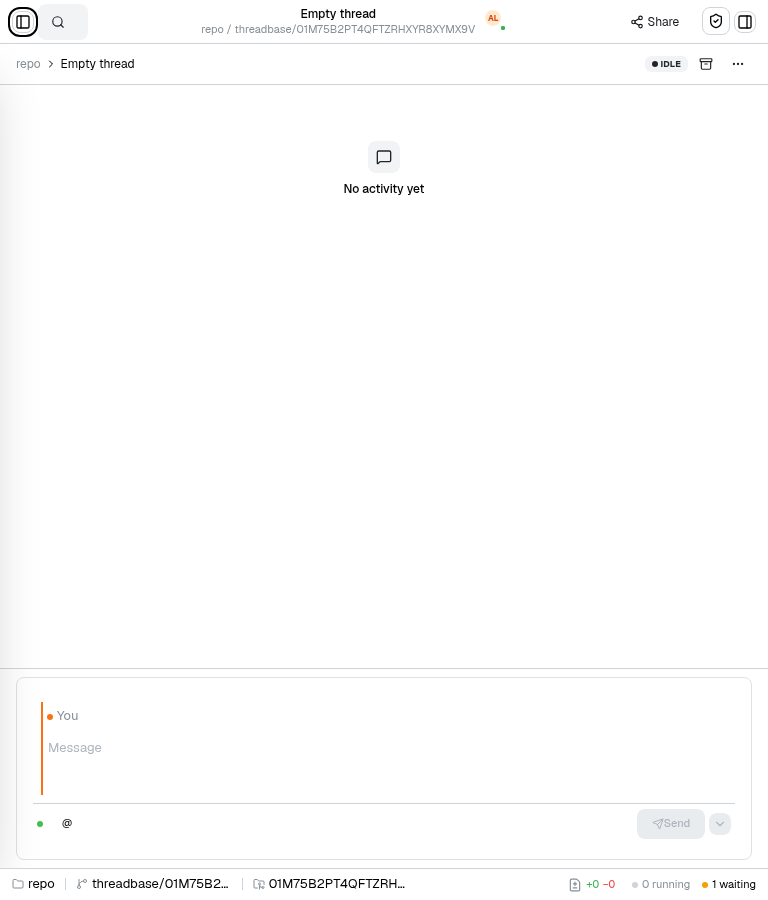 Empty thread
repo / threadbase/01M75B2PT4QFTZRHXYR8XYMX9V
AL
Share
repo > Empty thread
IDLE
No activity yet
You
Message
@
Send
repo
threadbase/01M75B2...
01M75B2PT4QFTZRH...
+0 −0
0 running
1 waiting